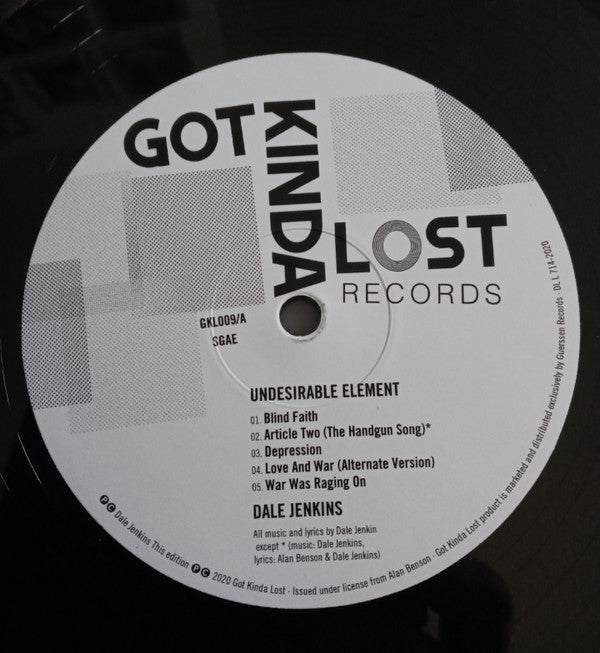 GOT
KINDA
LOST
RECORDS
GKL009/A
SGAE
UNDESIRABLE ELEMENT
01. Blind Faith
02. Article Two (The Handgun Song)*
03. Depression
04. Love And War (Alternate Version)
05. War Was Raging On
DALE JENKINS
All music and lyrics by Dale Jenkin
except * (music: Dale Jenkins,
lyrics: Alan Benson & Dale Jenkins)
Ⓟ © Dale Jenkins This edition Ⓟ © 2020 Got Kinda Lost · Issued under license from Alan Benson · Got Kinda Lost product is marketed and distributed exclusively by Guerssen Records · DL L 714-2020